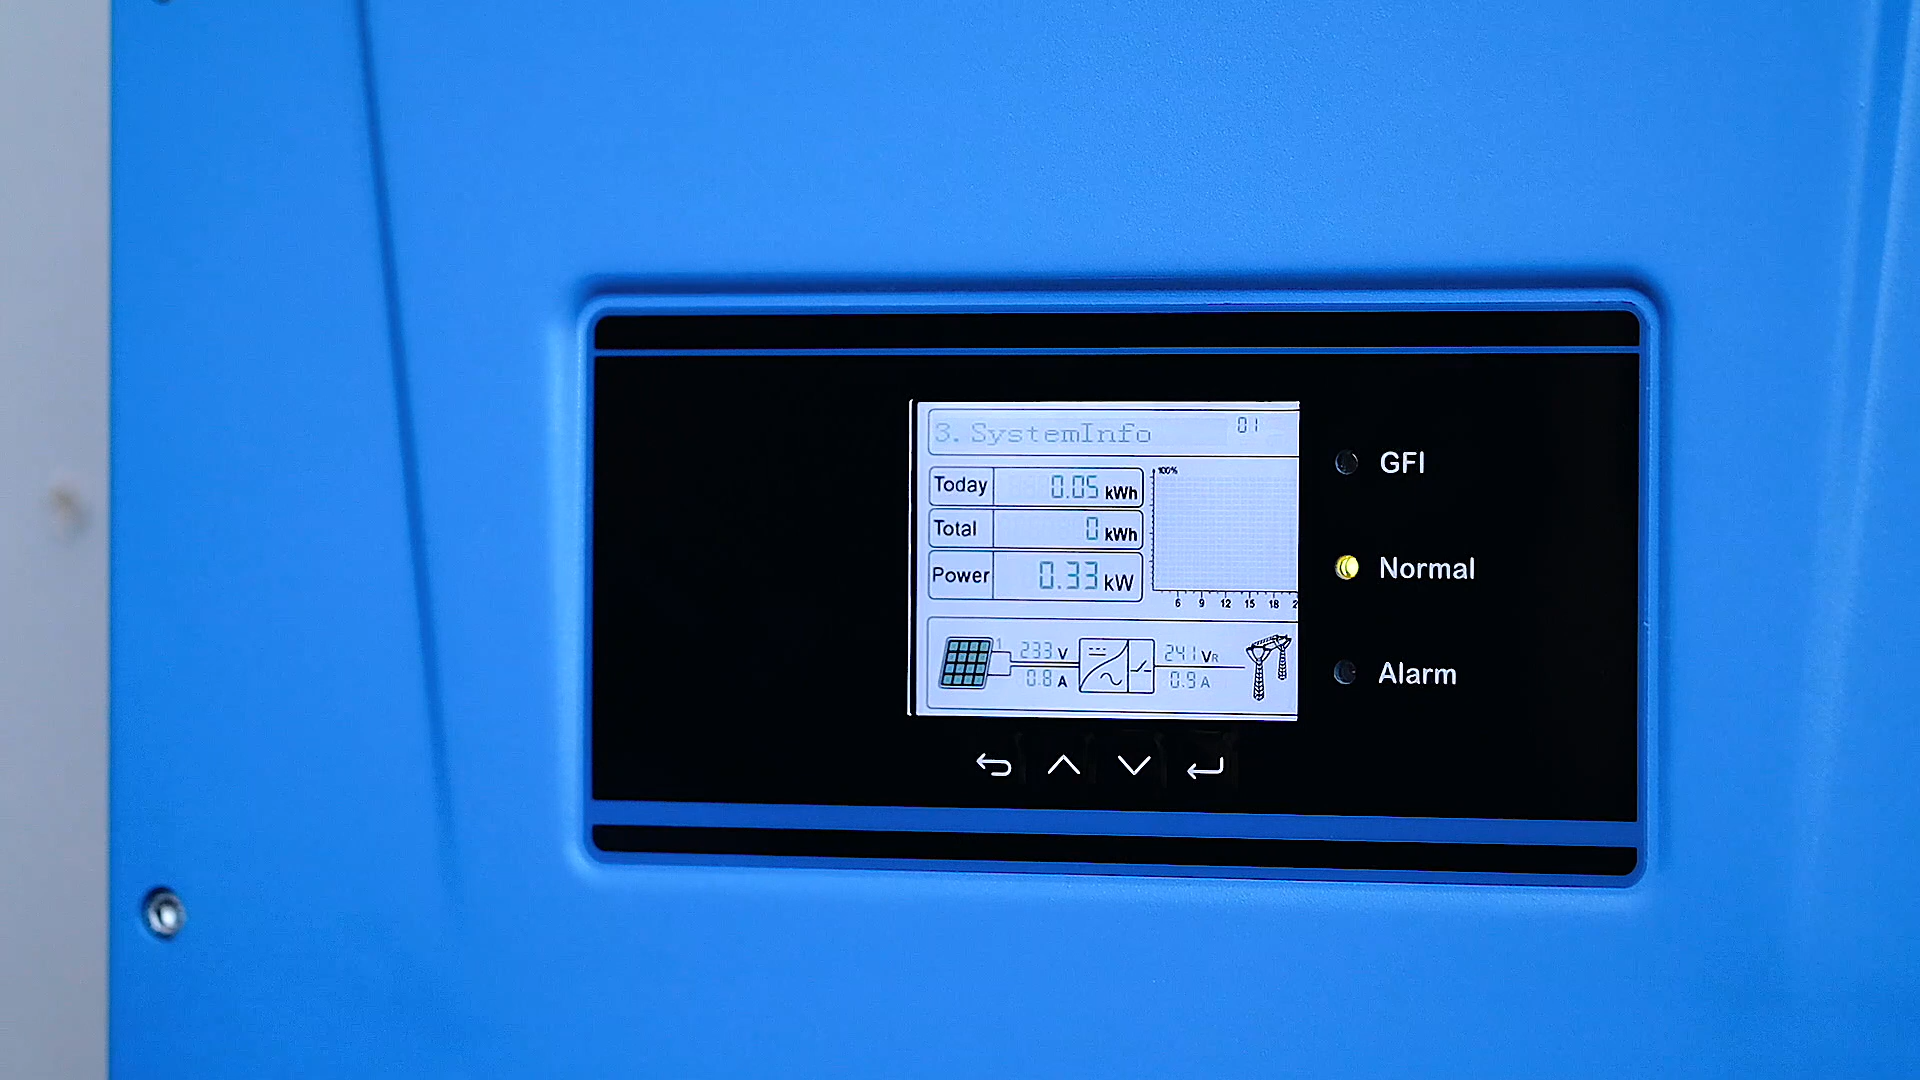 3. SystemInfo 01
Today 0.05 kWh
Total 0 kWh
Power 0.33 kW
100%
6 9 12 15 18
1 233 V
0.8 A
241 VR
0.9 A
GFI
Normal
Alarm